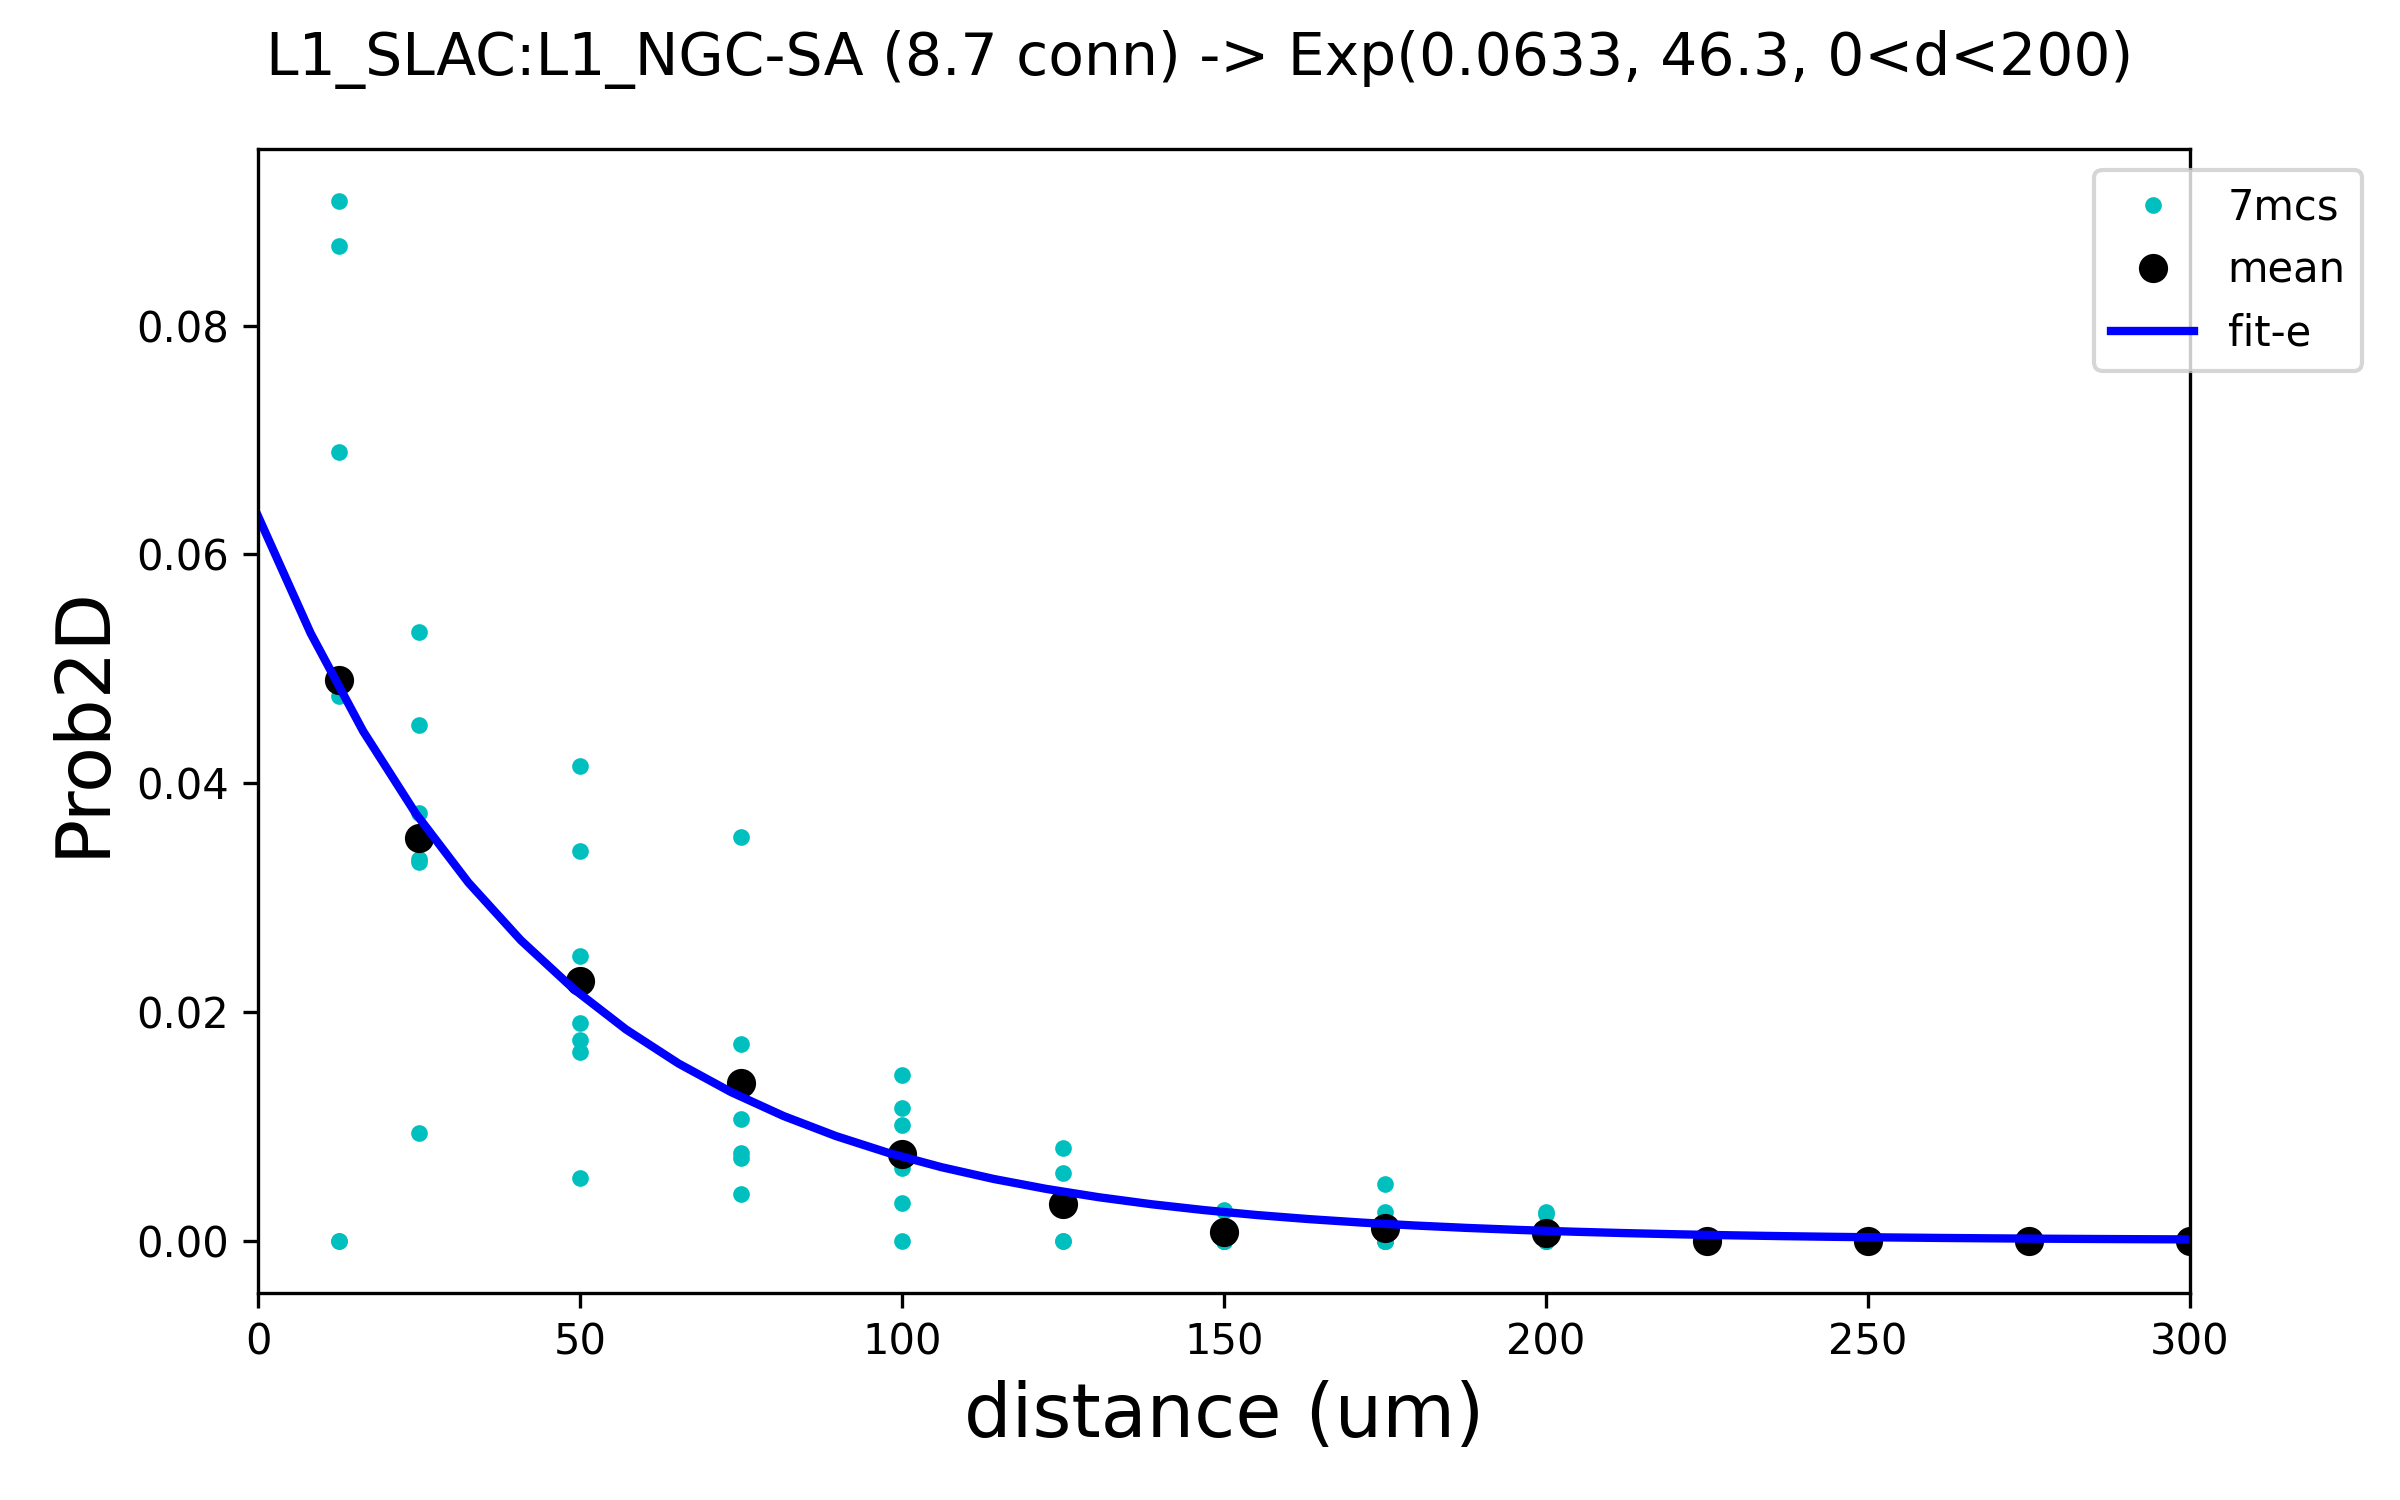 L1_SLAC:L1_NGC-SA (8.7 conn) -> Exp(0.0633, 46.3, 0<d<200)
7mcs
mean
fit-e
0.08
0.06
0.04
0.02
0.00
Prob2D
0 50 100 150 200 250 300
distance (um)